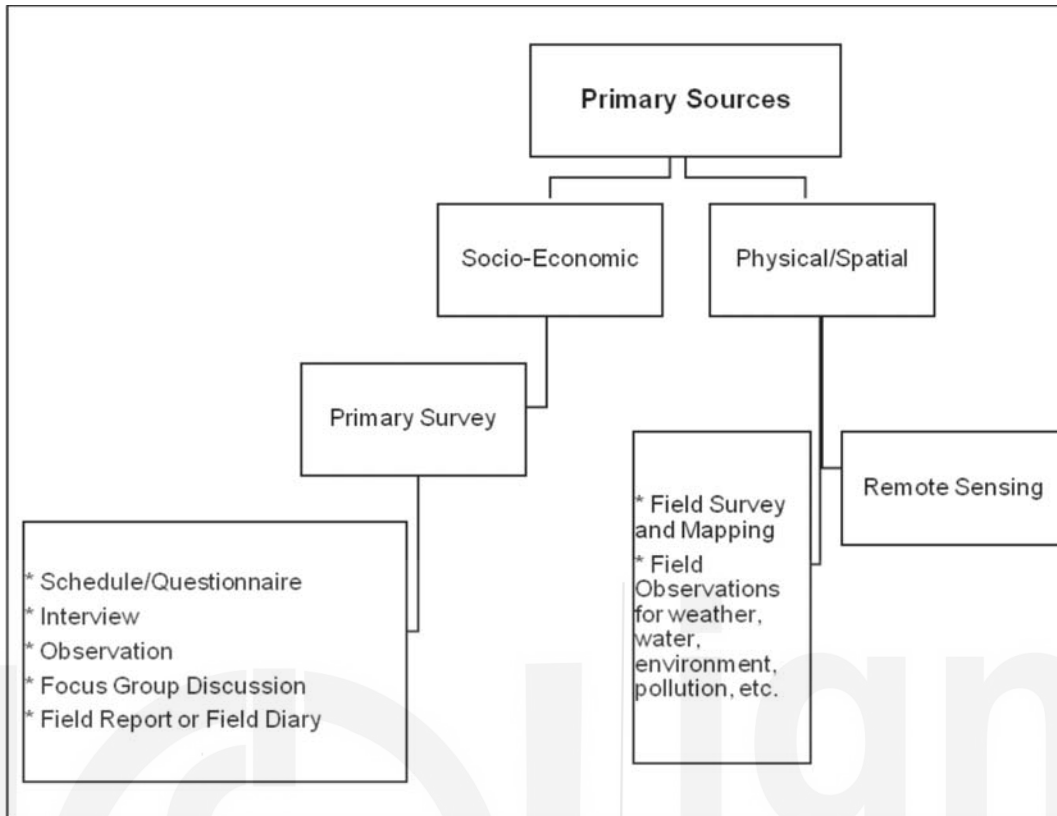 Primary Sources
Socio-Economic
Physical/Spatial
Primary Survey
* Schedule/Questionnaire
* Interview
* Observation
* Focus Group Discussion
* Field Report or Field Diary
* Field Survey
and Mapping
* Field
Observations
for weather,
water,
environment,
pollution, etc.
Remote Sensing